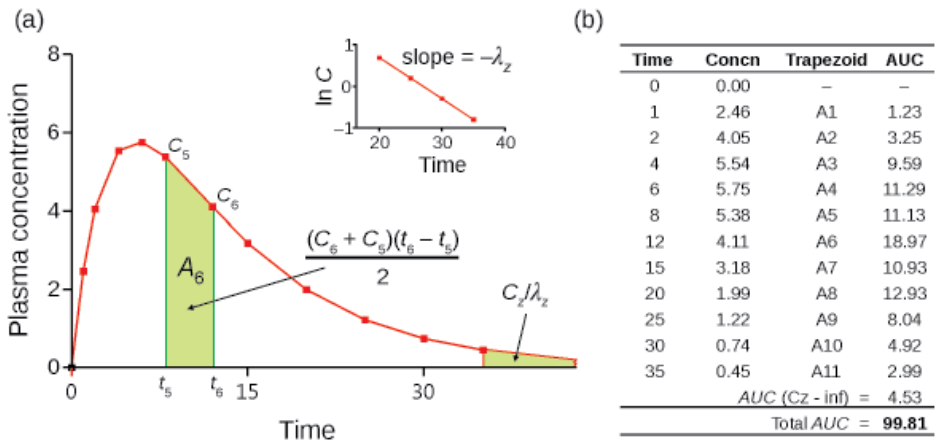 (a)
(b)
Plasma concentration
8
6
4
2
0
0
t5
t6
15
30
Time
C5
C6
A6
(C6 + C5)(t6 – t5)
2
Cz/λz
ln C
1
0
–1
slope = –λz
20
30
40
Time
Time Concn Trapezoid AUC
0 0.00 – –
1 2.46 A1 1.23
2 4.05 A2 3.25
4 5.54 A3 9.59
6 5.75 A4 11.29
8 5.38 A5 11.13
12 4.11 A6 18.97
15 3.18 A7 10.93
20 1.99 A8 12.93
25 1.22 A9 8.04
30 0.74 A10 4.92
35 0.45 A11 2.99
AUC (Cz - inf) = 4.53
Total AUC = 99.81